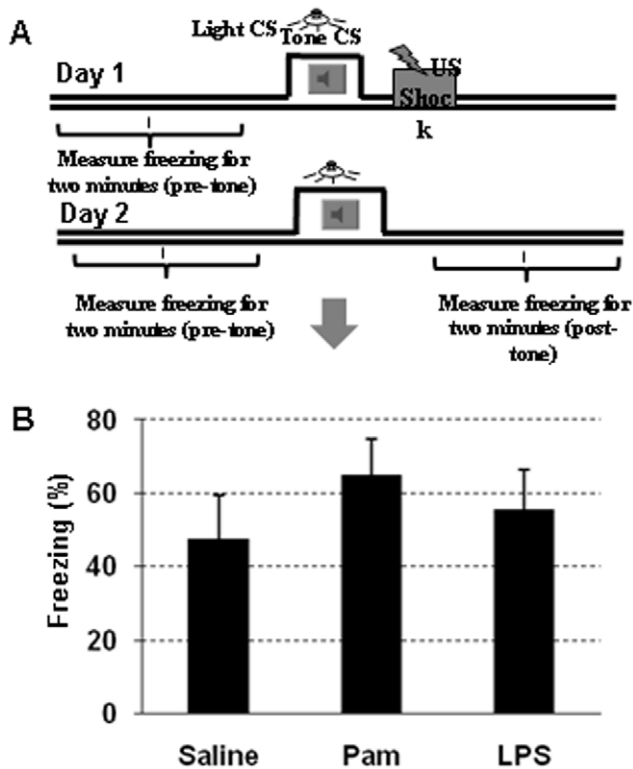 A
Light CS
Tone CS
Day 1
US
Shoc
k
Measure freezing for
two minutes (pre-tone)
Day 2
Measure freezing for
two minutes (pre-tone)
Measure freezing for
two minutes (post-
tone)
B
80
60
40
20
0
Freezing (%)
Saline
Pam
LPS